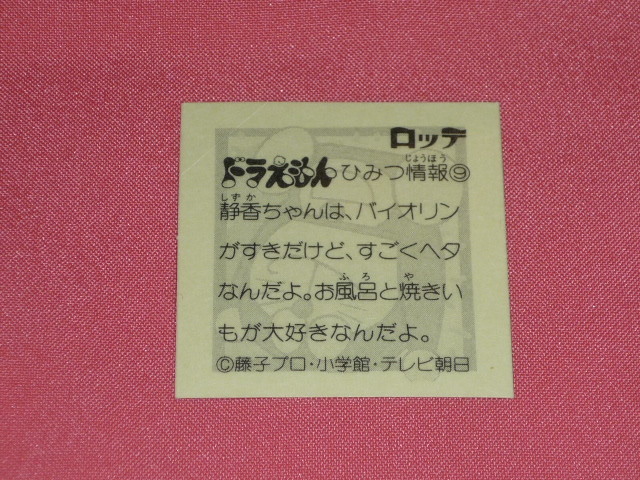 ロッテ
ドラえもんひみつ情報⑨
静香ちゃんは、バイオリン
がすきだけど、すごくヘタ
なんだよ。お風呂と焼きい
もが大好きなんだよ。
©藤子プロ・小学館・テレビ朝日